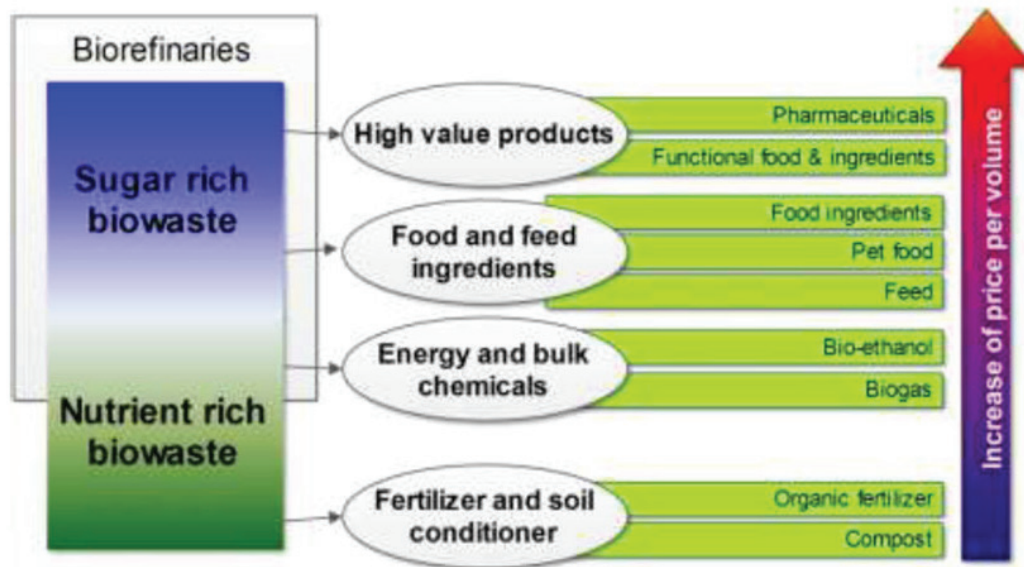 Biorefinaries
Sugar rich
biowaste
Nutrient rich
biowaste
High value products
Pharmaceuticals
Functional food & ingredients
Food and feed
ingredients
Food ingredients
Pet food
Feed
Energy and bulk
chemicals
Bio-ethanol
Biogas
Fertilizer and soil
conditioner
Organic fertilizer
Compost
Increase of price per volume